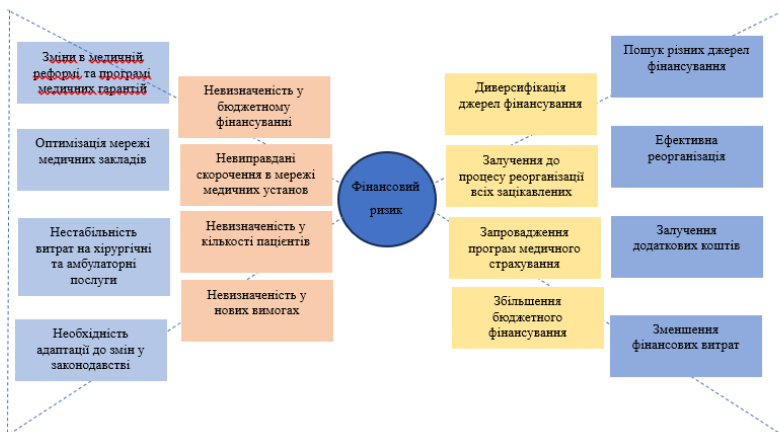 Зміни в медичній
реформі та програмі
медичних гарантій
Оптимізація мережі
медичних закладів
Нестабільність
витрат на хірургічні
та амбулаторні
послуги
Необхідність
адаптації до змін у
законодавстві
Невизначеність у
бюджетному
фінансуванні
Невиправдані
скорочення в мережі
медичних установ
Невизначеність у
кількості пацієнтів
Невизначеність у
нових вимогах
Фінансовий
ризик
Диверсифікація
джерел фінансування
Залучення до
процесу реорганізації
всіх зацікавлених
Запровадження
програм медичного
страхування
Збільшення
бюджетного
фінансування
Пошук різних джерел
фінансування
Ефективна
реорганізація
Залучення
додаткових коштів
Зменшення
фінансових витрат